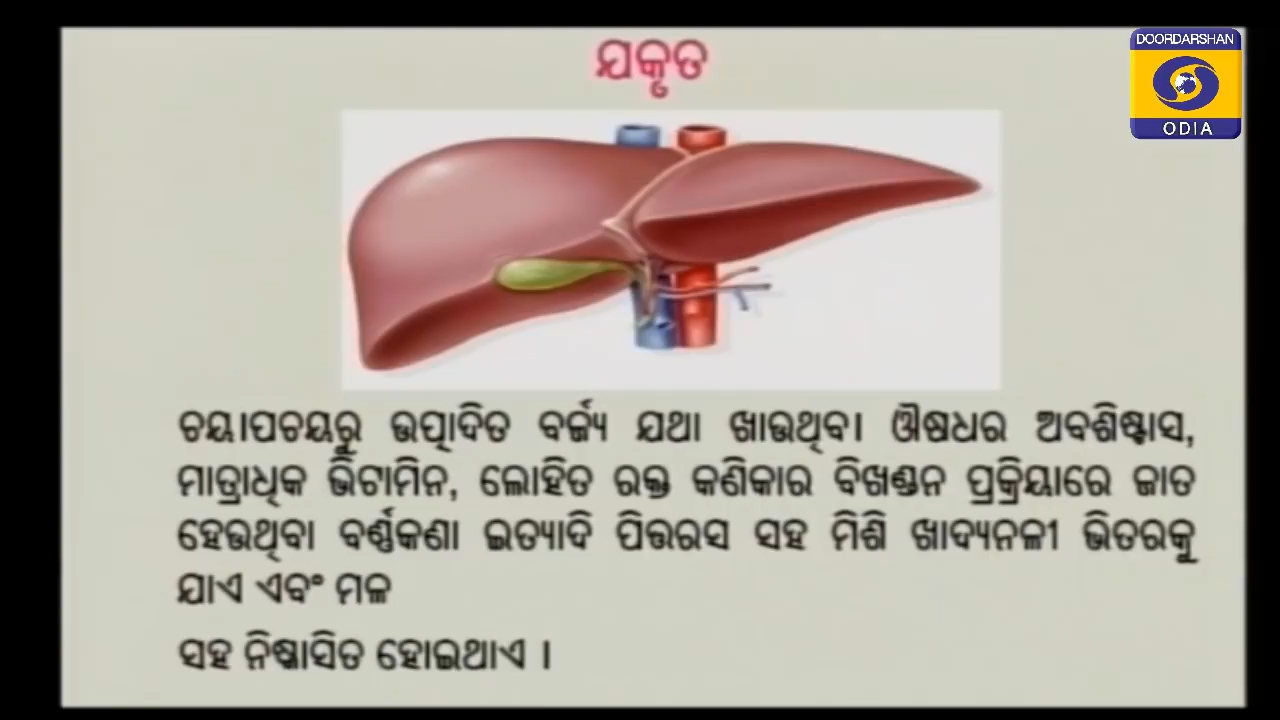 ଯକୃତ
DOORDARSHAN
ODIA
ଚୟାପଚୟରୁ ଉତ୍ପାଦିତ ବର୍ଜ୍ୟ ଯଥା ଖାଉଥିବା ଔଷଧର ଅବଶିଷ୍ଟାସ,
ମାତ୍ରାଧିକ ଭିଟାମିନ, ଲୋହିତ ରକ୍ତ କଣିକାର ବିଖଣ୍ଡନ ପ୍ରକ୍ରିୟାରେ ଜାତ
ହେଉଥିବା ବର୍ଣ୍ଣକଣା ଇତ୍ୟାଦି ପିତ୍ତରସ ସହ ମିଶି ଖାଦ୍ୟନଳୀ ଭିତରକୁ
ଯାଏ ଏବଂ ମଳ
ସହ ନିଷ୍କାସିତ ହୋଇଥାଏ ।